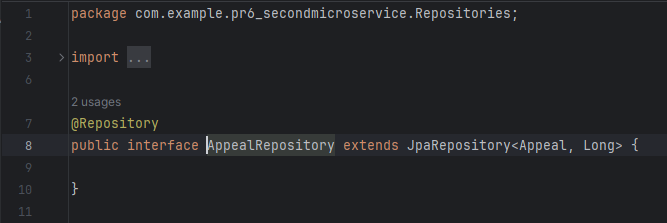 1 package com.example.pr6_secondmicroservice.Repositories;
2
3 import ...
6
2 usages
7 @Repository
8 public interface AppealRepository extends JpaRepository<Appeal, Long> {
9
10 }
11